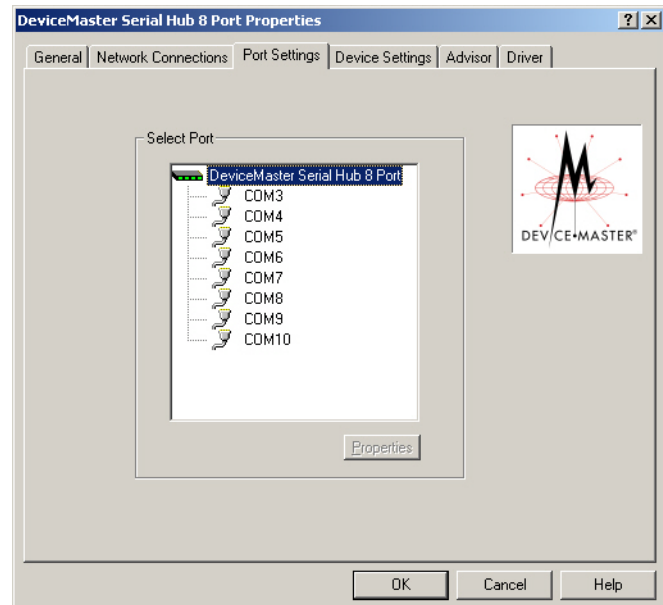 DeviceMaster Serial Hub 8 Port Properties
General Network Connections Port Settings Device Settings Advisor Driver
Select Port
DeviceMaster Serial Hub 8 Port
COM3
COM4
COM5
COM6
COM7
COM8
COM9
COM10
DEVICE•MASTER®
Properties
OK Cancel Help